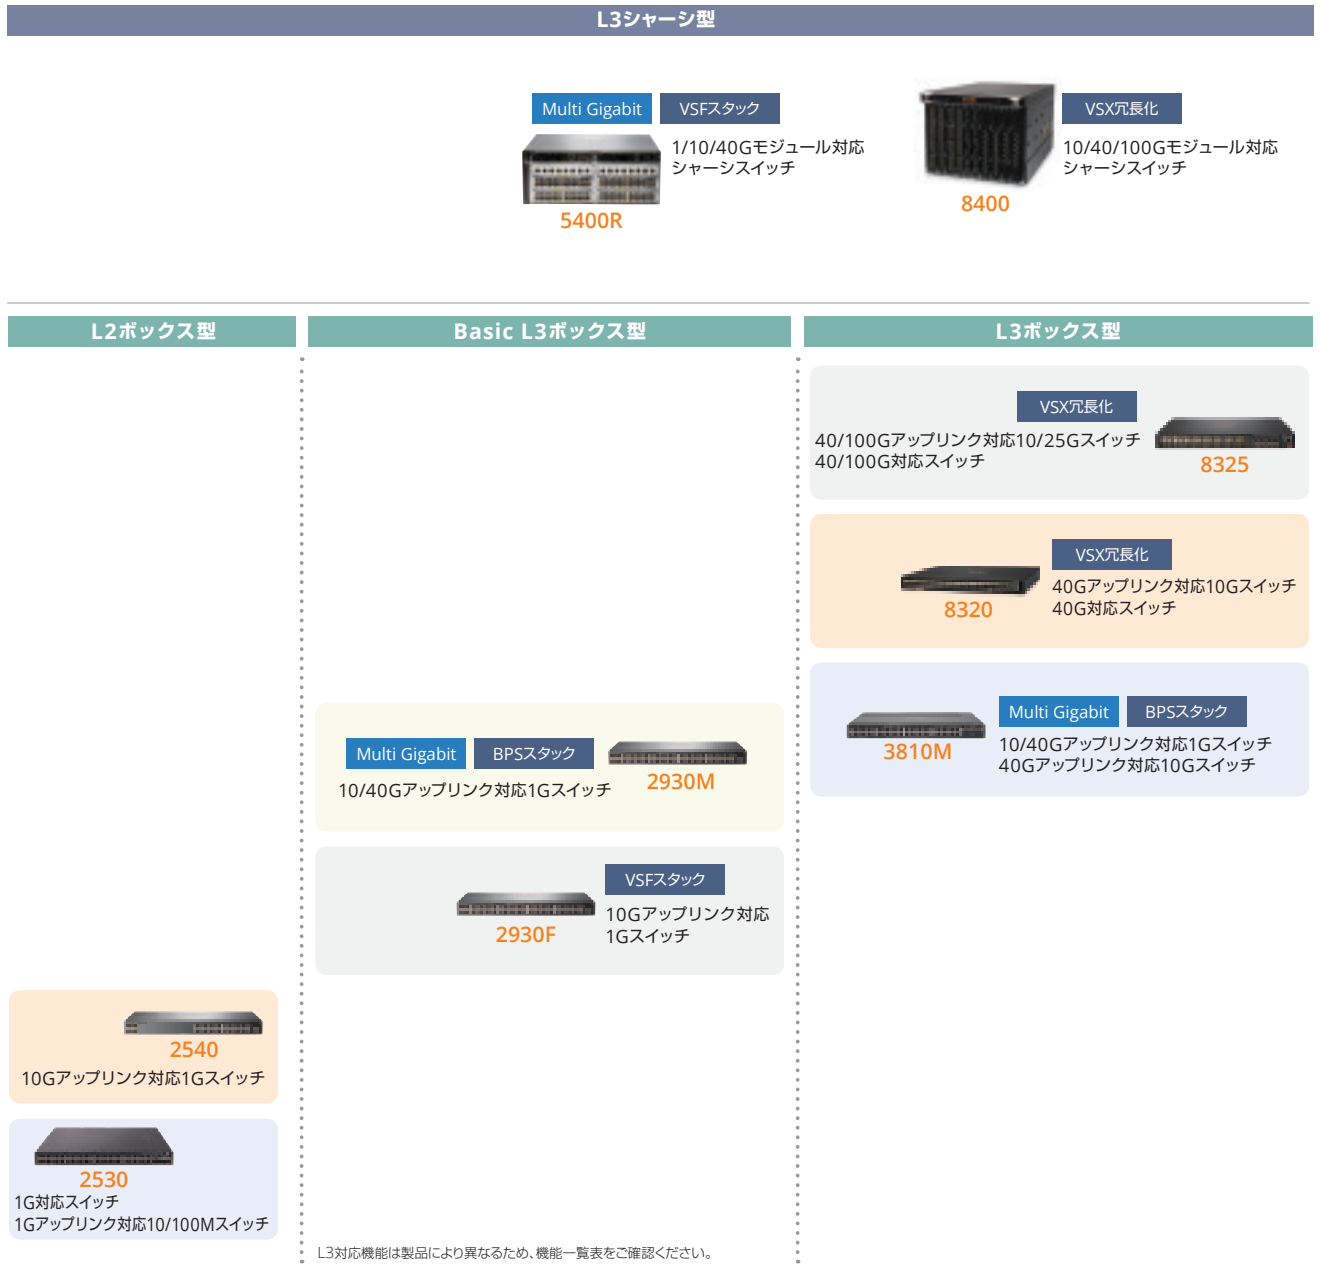 L3シャーシ型
Multi Gigabit
VSFスタック
1/10/40Gモジュール対応
シャーシスイッチ
5400R
VSX冗長化
10/40/100Gモジュール対応
シャーシスイッチ
8400
L2ボックス型
Basic L3ボックス型
L3ボックス型
VSX冗長化
40/100Gアップリンク対応10/25Gスイッチ
40/100G対応スイッチ
8325
VSX冗長化
40Gアップリンク対応10Gスイッチ
40G対応スイッチ
8320
Multi Gigabit
BPSスタック
10/40Gアップリンク対応1Gスイッチ
40Gアップリンク対応10Gスイッチ
3810M
Multi Gigabit
BPSスタック
10/40Gアップリンク対応1Gスイッチ
2930M
VSFスタック
10Gアップリンク対応
1Gスイッチ
2930F
2540
10Gアップリンク対応1Gスイッチ
2530
1G対応スイッチ
1Gアップリンク対応10/100Mスイッチ
L3対応機能は製品により異なるため、機能一覧表をご確認ください。